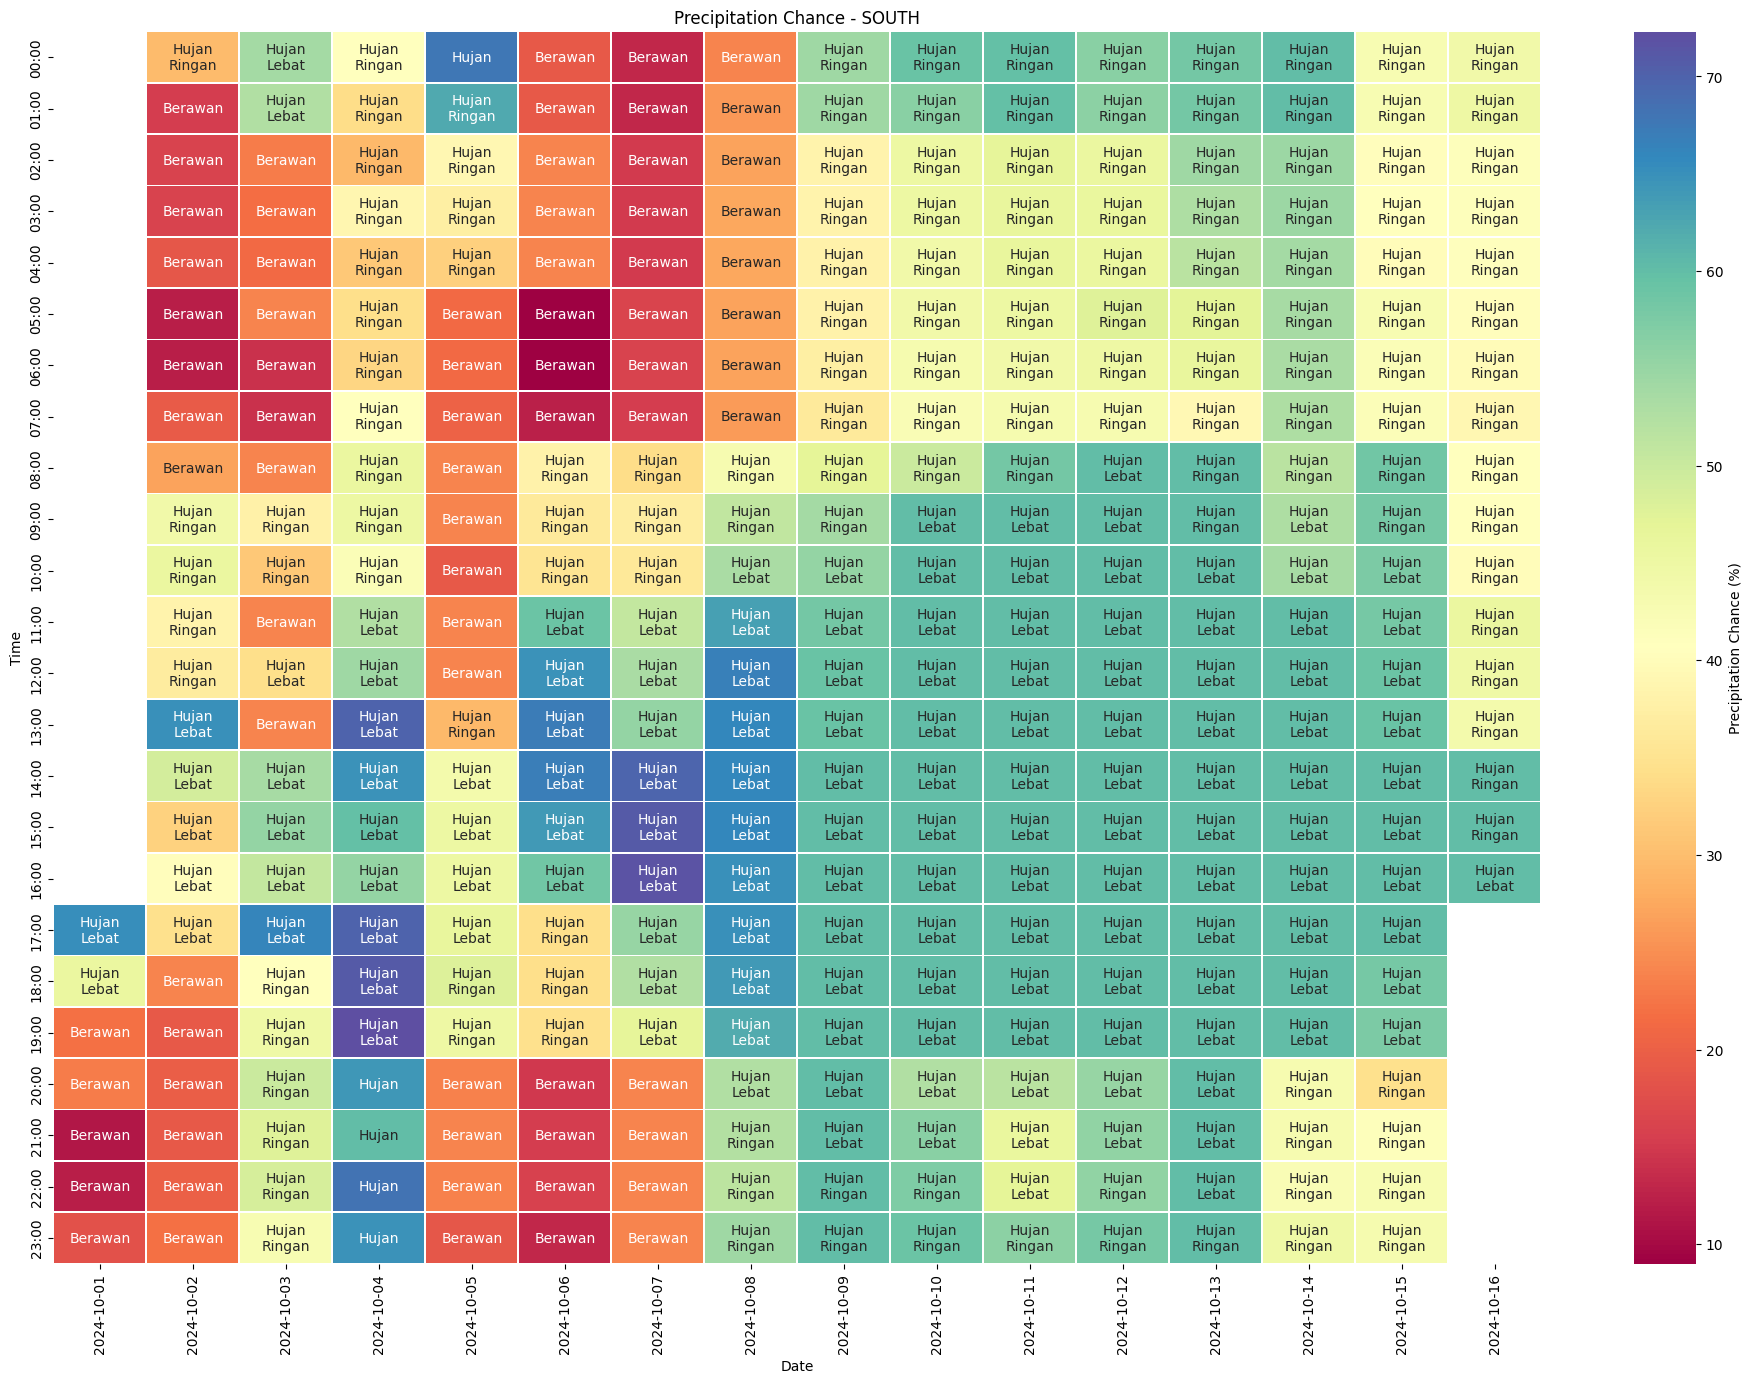 Precipitation Chance - SOUTH
Time
00:00 Hujan Ringan Hujan Lebat Hujan Ringan Hujan Berawan Berawan Berawan Hujan Ringan Hujan Ringan Hujan Ringan Hujan Ringan Hujan Ringan Hujan Ringan Hujan Ringan Hujan Ringan
01:00 Berawan Hujan Lebat Hujan Ringan Hujan Ringan Berawan Berawan Berawan Hujan Ringan Hujan Ringan Hujan Ringan Hujan Ringan Hujan Ringan Hujan Ringan Hujan Ringan Hujan Ringan
02:00 Berawan Berawan Hujan Ringan Hujan Ringan Berawan Berawan Berawan Hujan Ringan Hujan Ringan Hujan Ringan Hujan Ringan Hujan Ringan Hujan Ringan Hujan Ringan Hujan Ringan
03:00 Berawan Berawan Hujan Ringan Hujan Ringan Berawan Berawan Berawan Hujan Ringan Hujan Ringan Hujan Ringan Hujan Ringan Hujan Ringan Hujan Ringan Hujan Ringan Hujan Ringan
04:00 Berawan Berawan Hujan Ringan Hujan Ringan Berawan Berawan Berawan Hujan Ringan Hujan Ringan Hujan Ringan Hujan Ringan Hujan Ringan Hujan Ringan Hujan Ringan Hujan Ringan
05:00 Berawan Berawan Hujan Ringan Berawan Berawan Berawan Berawan Hujan Ringan Hujan Ringan Hujan Ringan Hujan Ringan Hujan Ringan Hujan Ringan Hujan Ringan Hujan Ringan
06:00 Berawan Berawan Hujan Ringan Berawan Berawan Berawan Berawan Hujan Ringan Hujan Ringan Hujan Ringan Hujan Ringan Hujan Ringan Hujan Ringan Hujan Ringan Hujan Ringan
07:00 Berawan Berawan Hujan Ringan Berawan Berawan Berawan Berawan Hujan Ringan Hujan Ringan Hujan Ringan Hujan Ringan Hujan Ringan Hujan Ringan Hujan Ringan Hujan Ringan
08:00 Berawan Berawan Hujan Ringan Berawan Hujan Ringan Hujan Ringan Hujan Ringan Hujan Ringan Hujan Ringan Hujan Ringan Hujan Lebat Hujan Ringan Hujan Ringan Hujan Ringan Hujan Ringan
09:00 Hujan Ringan Hujan Ringan Hujan Ringan Berawan Hujan Ringan Hujan Ringan Hujan Ringan Hujan Ringan Hujan Lebat Hujan Lebat Hujan Lebat Hujan Ringan Hujan Lebat Hujan Ringan Hujan Ringan
10:00 Hujan Ringan Hujan Ringan Hujan Ringan Berawan Hujan Ringan Hujan Ringan Hujan Lebat Hujan Lebat Hujan Lebat Hujan Lebat Hujan Lebat Hujan Lebat Hujan Lebat Hujan Lebat Hujan Ringan
11:00 Hujan Ringan Berawan Hujan Lebat Berawan Hujan Lebat Hujan Lebat Hujan Lebat Hujan Lebat Hujan Lebat Hujan Lebat Hujan Lebat Hujan Lebat Hujan Lebat Hujan Lebat Hujan Ringan
12:00 Hujan Ringan Hujan Lebat Hujan Lebat Berawan Hujan Lebat Hujan Lebat Hujan Lebat Hujan Lebat Hujan Lebat Hujan Lebat Hujan Lebat Hujan Lebat Hujan Lebat Hujan Lebat Hujan Ringan
13:00 Hujan Lebat Berawan Hujan Lebat Hujan Ringan Hujan Lebat Hujan Lebat Hujan Lebat Hujan Lebat Hujan Lebat Hujan Lebat Hujan Lebat Hujan Lebat Hujan Lebat Hujan Lebat Hujan Ringan
14:00 Hujan Lebat Hujan Lebat Hujan Lebat Hujan Lebat Hujan Lebat Hujan Lebat Hujan Lebat Hujan Lebat Hujan Lebat Hujan Lebat Hujan Lebat Hujan Lebat Hujan Lebat Hujan Lebat Hujan Ringan
15:00 Hujan Lebat Hujan Lebat Hujan Lebat Hujan Lebat Hujan Lebat Hujan Lebat Hujan Lebat Hujan Lebat Hujan Lebat Hujan Lebat Hujan Lebat Hujan Lebat Hujan Lebat Hujan Lebat Hujan Ringan
16:00 Hujan Lebat Hujan Lebat Hujan Lebat Hujan Lebat Hujan Lebat Hujan Lebat Hujan Lebat Hujan Lebat Hujan Lebat Hujan Lebat Hujan Lebat Hujan Lebat Hujan Lebat Hujan Lebat Hujan Lebat
17:00 Hujan Lebat Hujan Lebat Hujan Lebat Hujan Lebat Hujan Lebat Hujan Ringan Hujan Lebat Hujan Lebat Hujan Lebat Hujan Lebat Hujan Lebat Hujan Lebat Hujan Lebat Hujan Lebat Hujan Lebat
18:00 Hujan Lebat Berawan Hujan Ringan Hujan Lebat Hujan Ringan Hujan Ringan Hujan Lebat Hujan Lebat Hujan Lebat Hujan Lebat Hujan Lebat Hujan Lebat Hujan Lebat Hujan Lebat Hujan Lebat
19:00 Berawan Berawan Hujan Ringan Hujan Lebat Hujan Ringan Hujan Ringan Hujan Lebat Hujan Lebat Hujan Lebat Hujan Lebat Hujan Lebat Hujan Lebat Hujan Lebat Hujan Lebat Hujan Lebat
20:00 Berawan Berawan Hujan Ringan Hujan Berawan Berawan Berawan Hujan Lebat Hujan Lebat Hujan Lebat Hujan Lebat Hujan Lebat Hujan Lebat Hujan Ringan Hujan Ringan
21:00 Berawan Berawan Hujan Ringan Hujan Berawan Berawan Berawan Hujan Ringan Hujan Lebat Hujan Lebat Hujan Lebat Hujan Lebat Hujan Lebat Hujan Ringan Hujan Ringan
22:00 Berawan Berawan Hujan Ringan Hujan Berawan Berawan Berawan Hujan Ringan Hujan Ringan Hujan Ringan Hujan Lebat Hujan Ringan Hujan Lebat Hujan Ringan Hujan Ringan
23:00 Berawan Berawan Hujan Ringan Hujan Berawan Berawan Berawan Hujan Ringan Hujan Ringan Hujan Ringan Hujan Ringan Hujan Ringan Hujan Ringan Hujan Ringan Hujan Ringan
2024-10-01 2024-10-02 2024-10-03 2024-10-04 2024-10-05 2024-10-06 2024-10-07 2024-10-08 2024-10-09 2024-10-10 2024-10-11 2024-10-12 2024-10-13 2024-10-14 2024-10-15 2024-10-16
Date
70
60
50
40
30
20
10
Precipitation Chance (%)